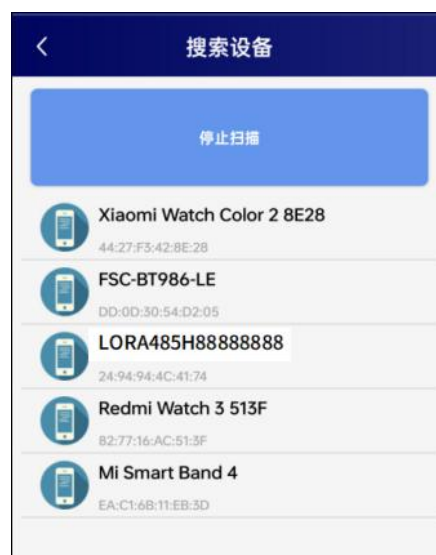 搜索设备
停止扫描
Xiaomi Watch Color 2 8E28
44:27:F3:42:8E:28
FSC-BT986-LE
DD:0D:30:54:D2:05
LORA485H88888888
24:94:94:4C:41:74
Redmi Watch 3 513F
82:77:16:AC:51:3F
Mi Smart Band 4
EA:C1:6B:11:EB:3D